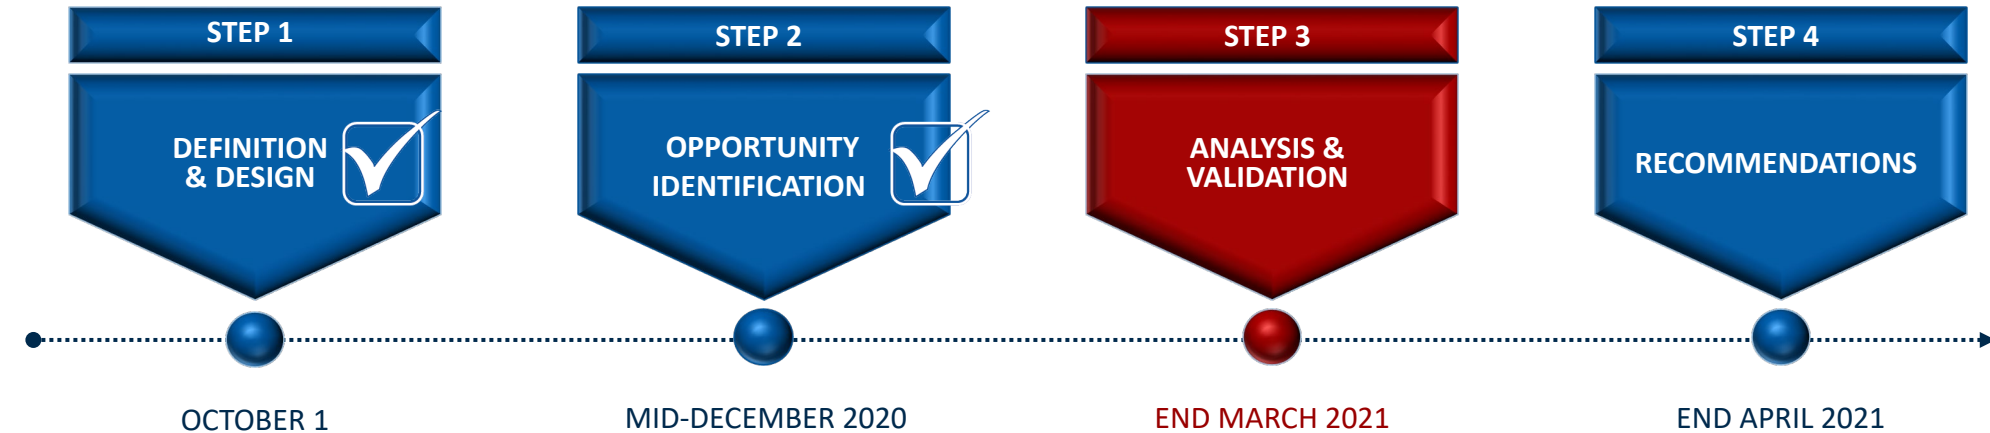 STEP 1
DEFINITION
& DESIGN
OCTOBER 1
STEP 2
OPPORTUNITY
IDENTIFICATION
MID-DECEMBER 2020
STEP 3
ANALYSIS &
VALIDATION
END MARCH 2021
STEP 4
RECOMMENDATIONS
END APRIL 2021